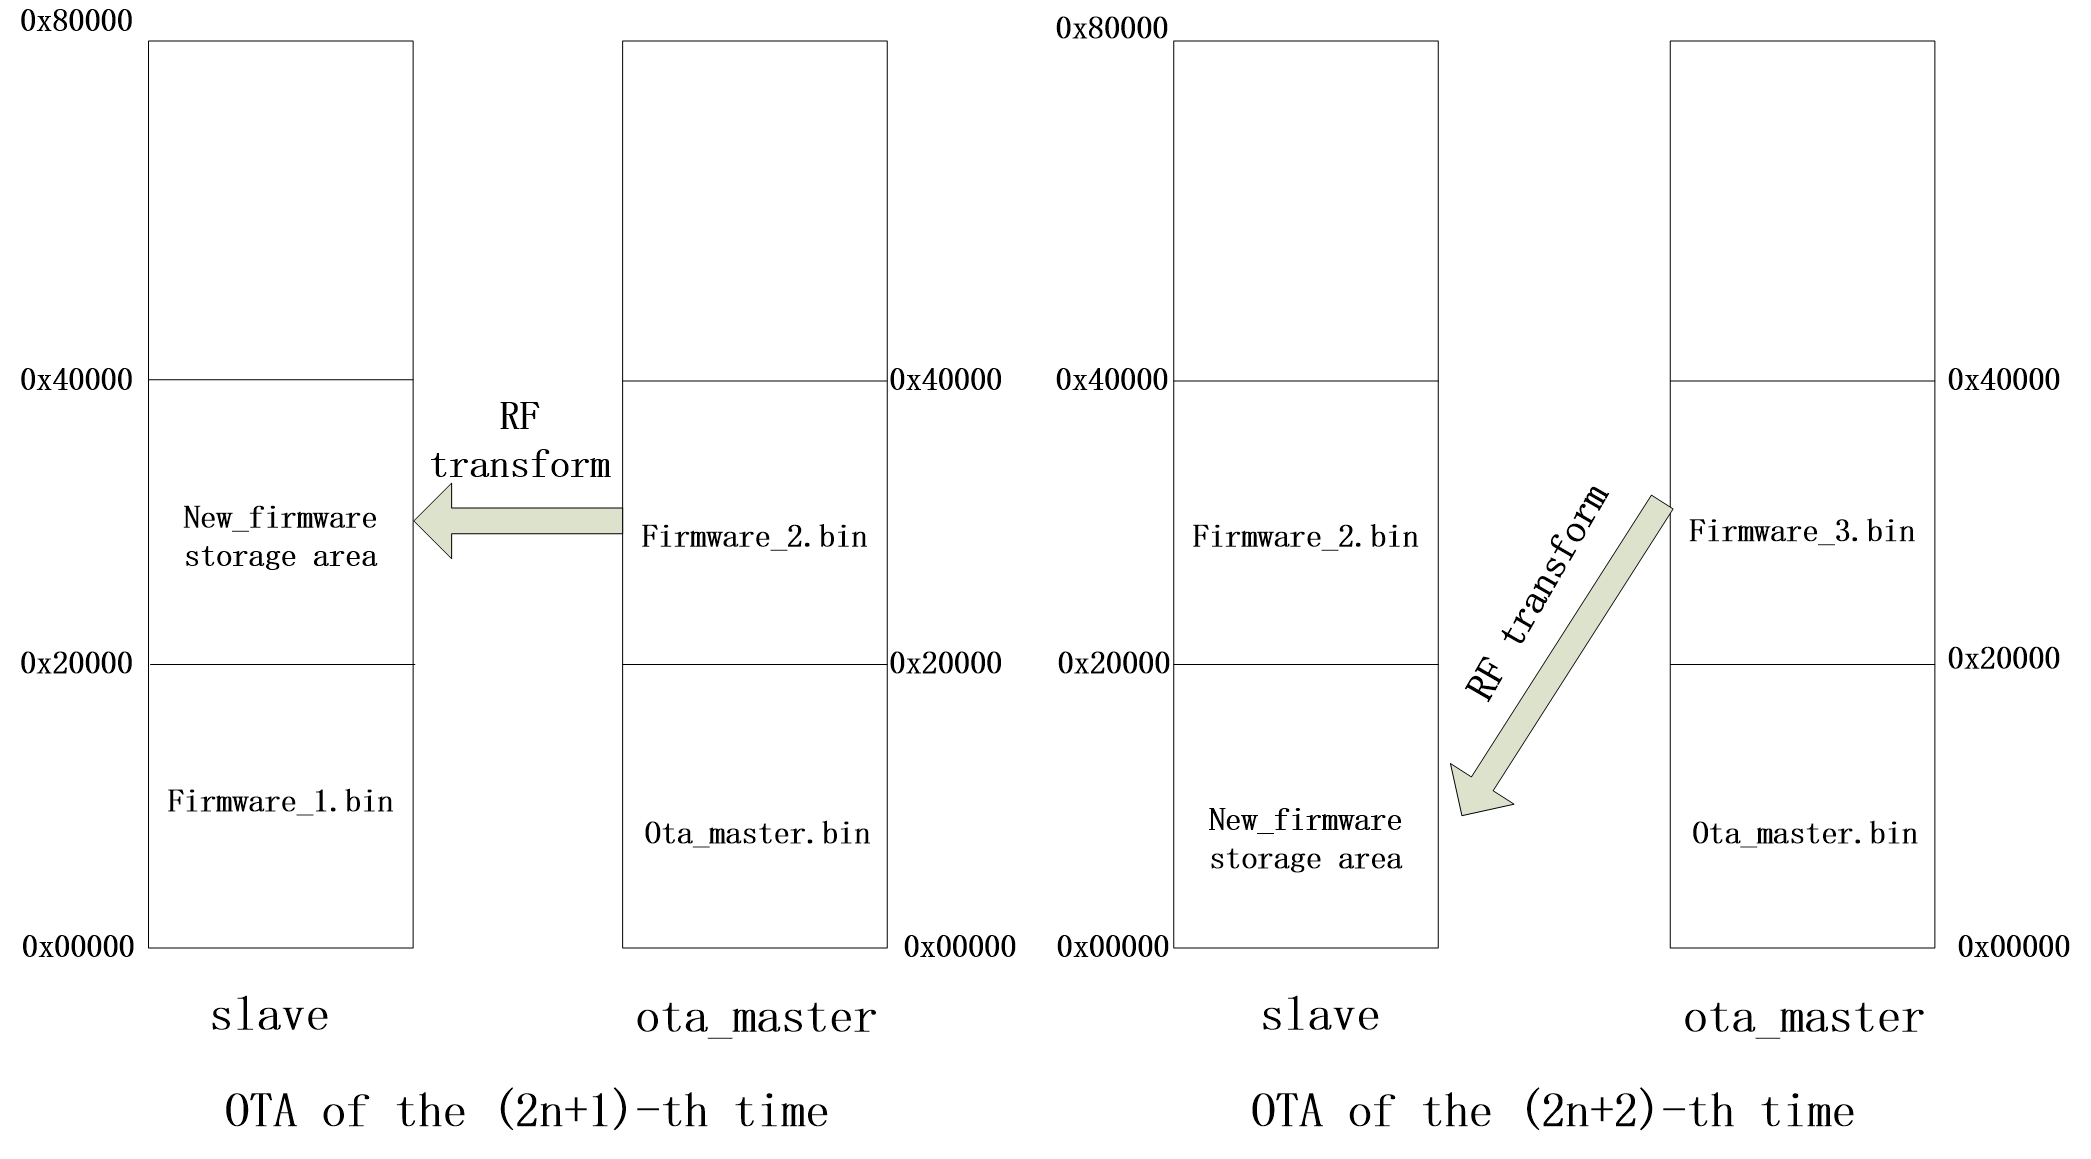 0x80000
0x40000
New_firmware
storage area
0x20000
Firmware_1.bin
0x00000
slave
RF
transform
0x40000
Firmware_2.bin
0x20000
Ota_master.bin
0x00000
ota_master
OTA of the (2n+1)-th time
0x80000
0x40000
Firmware_2.bin
0x20000
New_firmware
storage area
0x00000
slave
RF transform
0x40000
Firmware_3.bin
0x20000
Ota_master.bin
0x00000
ota_master
OTA of the (2n+2)-th time